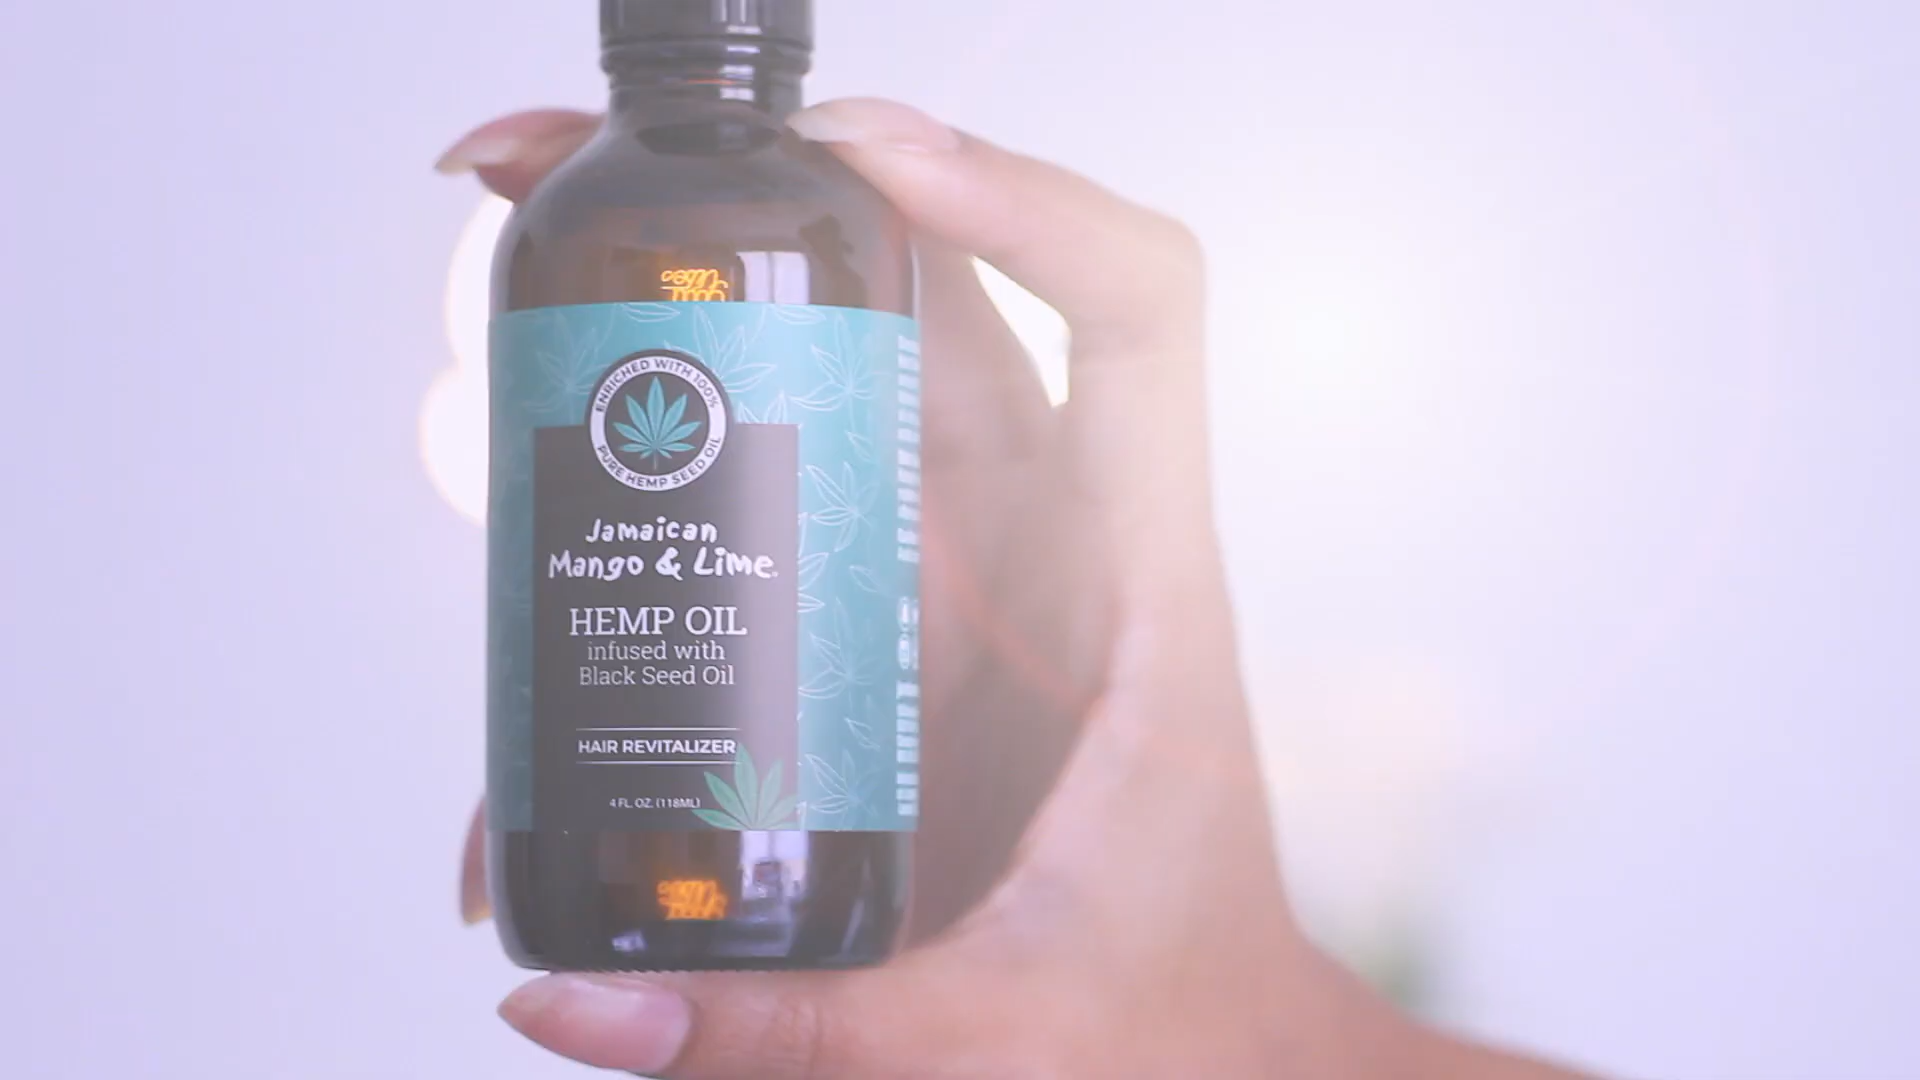 ENRICHED WITH 100%
PURE HEMP SEED OIL
Jamaican
Mango & Lime
HEMP OIL
infused with
Black Seed Oil
HAIR REVITALIZER
4 FL. OZ. (118ML)